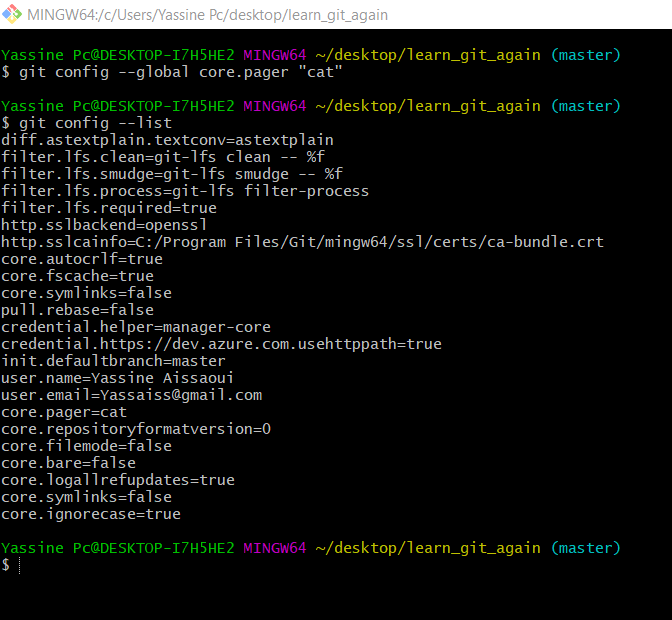 MINGW64:/c/Users/Yassine Pc/desktop/learn_git_again
Yassine Pc@DESKTOP-I7H5HE2 MINGW64 ~/desktop/learn_git_again (master)
$ git config --global core.pager "cat"
Yassine Pc@DESKTOP-I7H5HE2 MINGW64 ~/desktop/learn_git_again (master)
$ git config --list
diff.astextplain.textconv=astextplain
filter.lfs.clean=git-lfs clean -- %f
filter.lfs.smudge=git-lfs smudge -- %f
filter.lfs.process=git-lfs filter-process
filter.lfs.required=true
http.sslbackend=openssl
http.sslcainfo=C:/Program Files/Git/mingw64/ssl/certs/ca-bundle.crt
core.autocrlf=true
core.fscache=true
core.symlinks=false
pull.rebase=false
credential.helper=manager-core
credential.https://dev.azure.com.usehttppath=true
init.defaultbranch=master
user.name=Yassine Aissaoui
user.email=Yassaiss@gmail.com
core.pager=cat
core.repositoryformatversion=0
core.filemode=false
core.bare=false
core.logallrefupdates=true
core.symlinks=false
core.ignorecase=true
Yassine Pc@DESKTOP-I7H5HE2 MINGW64 ~/desktop/learn_git_again (master)
$